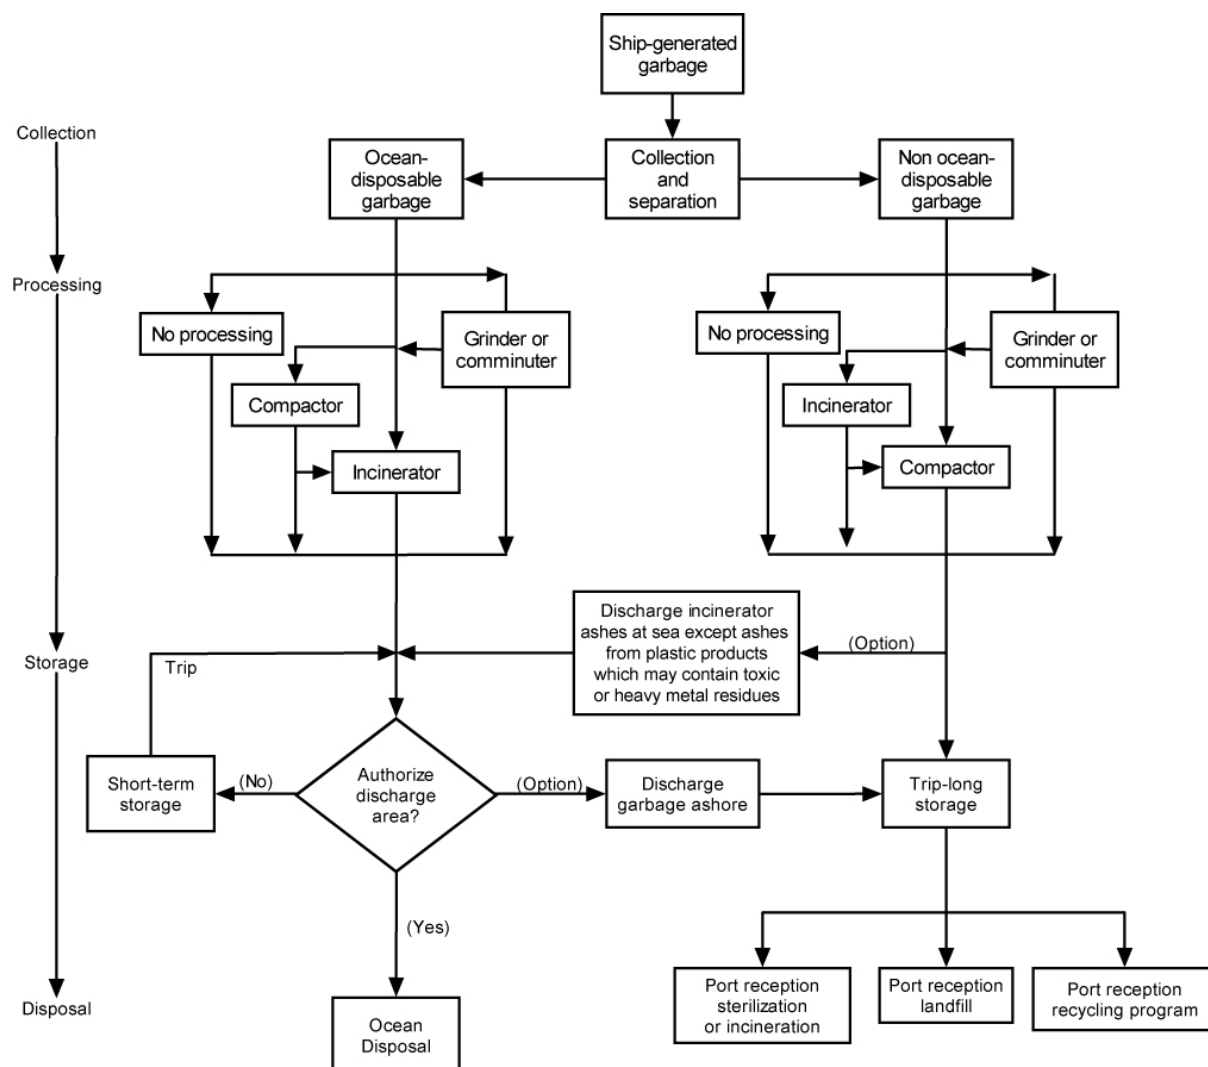 Ship-generated
garbage
Collection
Ocean-
disposable
garbage
Collection
and
separation
Non ocean-
disposable
garbage
Processing
No processing
Grinder or
comminuter
Compactor
Incinerator
No processing
Grinder or
comminuter
Incinerator
Compactor
Discharge incinerator
ashes at sea except ashes
from plastic products
which may contain toxic
or heavy metal residues
(Option)
Storage
Trip
Short-term
storage
(No)
Authorize
discharge
area?
(Option)
Discharge
garbage ashore
Trip-long
storage
(Yes)
Disposal
Ocean
Disposal
Port reception
sterilization
or incineration
Port reception
landfill
Port reception
recycling program